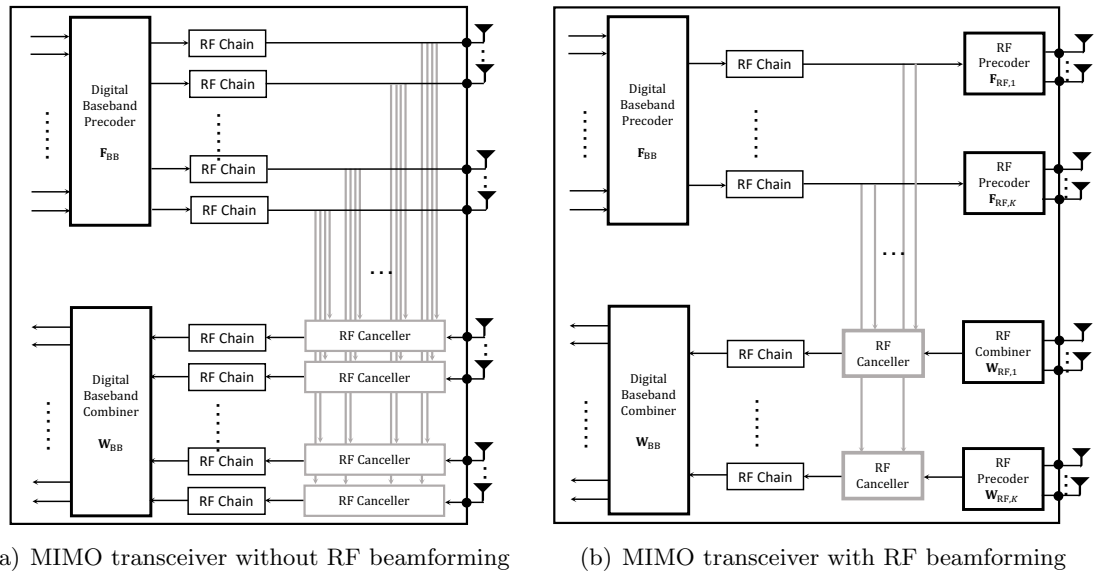 Digital
Baseband
Precoder
F_BB
RF Chain
RF Chain
RF Chain
RF Chain
...
Digital
Baseband
Combiner
W_BB
RF Chain
RF Chain
RF Chain
RF Chain
RF Canceller
RF Canceller
RF Canceller
RF Canceller
a) MIMO transceiver without RF beamforming
Digital
Baseband
Precoder
F_BB
RF Chain
RF Chain
RF
Precoder
F_RF,1
RF
Precoder
F_RF,K
...
Digital
Baseband
Combiner
W_BB
RF Chain
RF Chain
RF
Canceller
RF
Canceller
RF
Combiner
W_RF,1
RF
Precoder
W_RF,K
(b) MIMO transceiver with RF beamforming